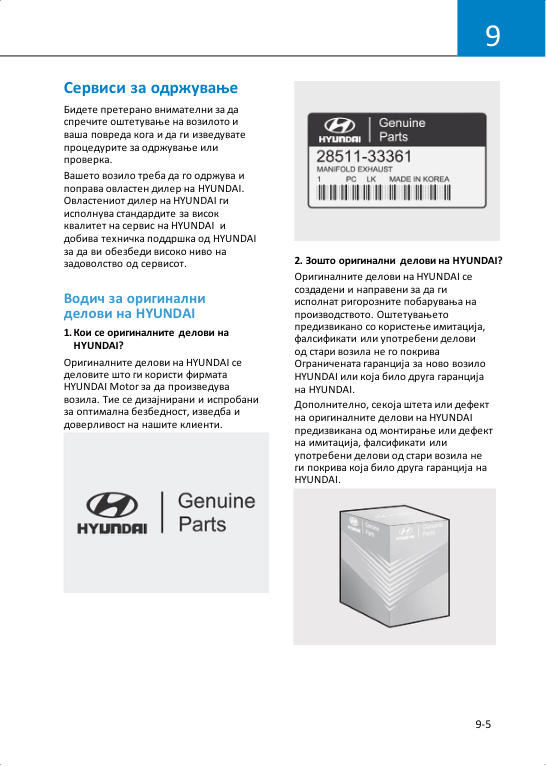 9
Сервиси за одржување
Бидете претерано внимателни за да
спречите оштетување на возилото и
ваша повреда кога и да ги изведувате
процедурите за одржување или
проверка.
Вашето возило треба да го одржува и
поправа овластен дилер на HYUNDAI.
Овластениот дилер на HYUNDAI ги
исполнува стандардите за висок
квалитет на сервис на HYUNDAI и
добива техничка поддршка од HYUNDAI
за да ви обезбеди високо ниво на
задоволство од сервисот.
Водич за оригинални
делови на HYUNDAI
1. Кои се оригиналните делови на
HYUNDAI?
Оригиналните делови на HYUNDAI се
деловите што ги користи фирмата
HYUNDAI Motor за да произведува
возила. Тие се дизајнирани и испробани
за оптимална безбедност, изведба и
доверливост на нашите клиенти.
HYUNDAI
Genuine
Parts
HYUNDAI
Genuine
Parts
28511-33361
MANIFOLD EXHAUST
1 PC LK MADE IN KOREA
2. Зошто оригинални делови на HYUNDAI?
Оригиналните делови на HYUNDAI се
создадени и направени за да ги
исполнат ригорозните побарувања на
производството. Оштетувањето
предизвикано со користење имитација,
фалсификати или употребени делови
од стари возила не го покрива
Ограничената гаранција за ново возило
HYUNDAI или која било друга гаранција
на HYUNDAI.
Дополнително, секоја штета или дефект
на оригиналните делови на HYUNDAI
предизвикана од монтирање или дефект
на имитација, фалсификати или
употребени делови од стари возила не
ги покрива која било друга гаранција на
HYUNDAI.
HYUNDAI
Genuine
Parts
HYUNDAI
Genuine
Parts
9-5